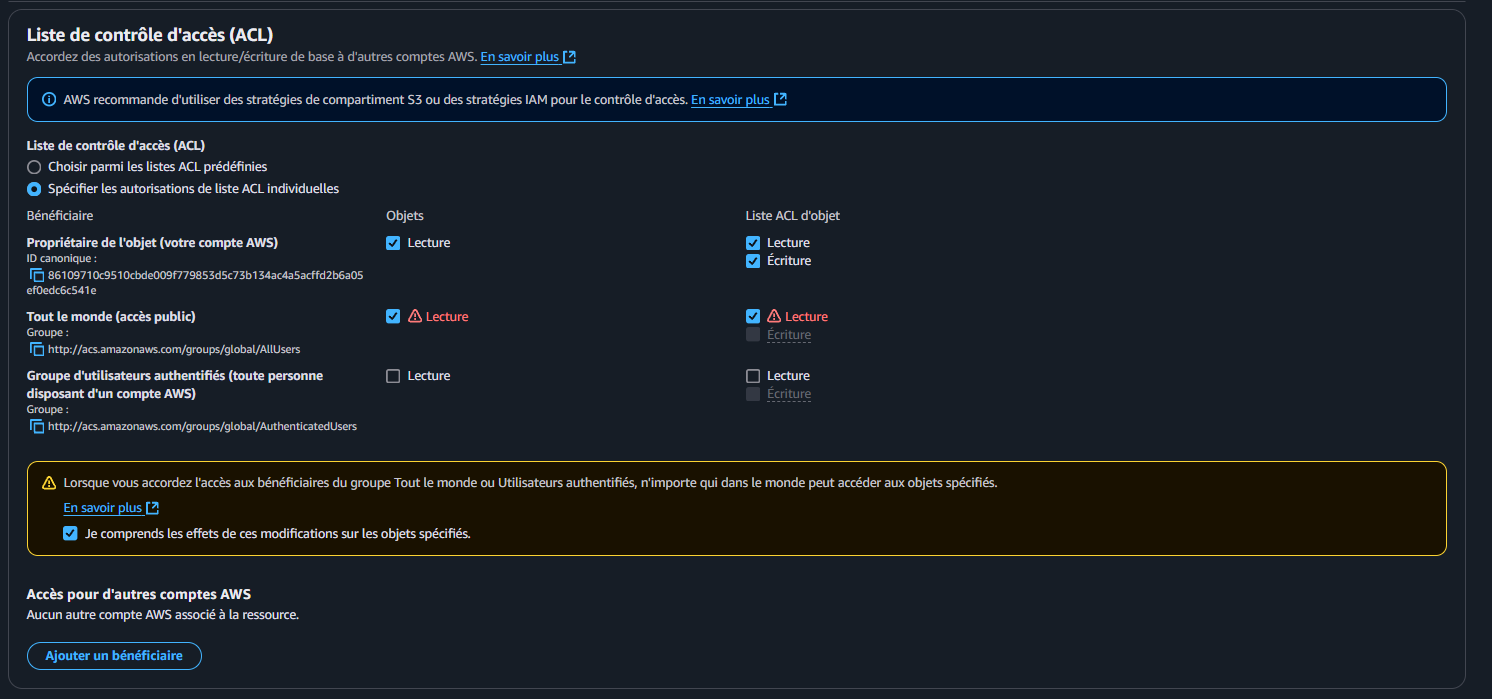 Liste de contrôle d'accès (ACL)
Accordez des autorisations en lecture/écriture de base à d'autres comptes AWS. En savoir plus
AWS recommande d'utiliser des stratégies de compartiment S3 ou des stratégies IAM pour le contrôle d'accès. En savoir plus
Liste de contrôle d'accès (ACL)
Choisir parmi les listes ACL prédéfinies
Spécifier les autorisations de liste ACL individuelles
Bénéficiaire Objets Liste ACL d'objet
Propriétaire de l'objet (votre compte AWS) Lecture Lecture
ID canonique : Écriture
86109710c9510cbde009f779853d5c73b134ac4a5acffd2b6a05
ef0edc6c541e
Tout le monde (accès public) Lecture Lecture
Groupe : Écriture
http://acs.amazonaws.com/groups/global/AllUsers
Groupe d'utilisateurs authentifiés (toute personne Lecture Lecture
disposant d'un compte AWS) Écriture
Groupe :
http://acs.amazonaws.com/groups/global/AuthenticatedUsers
Lorsque vous accordez l'accès aux bénéficiaires du groupe Tout le monde ou Utilisateurs authentifiés, n'importe qui dans le monde peut accéder aux objets spécifiés.
En savoir plus
Je comprends les effets de ces modifications sur les objets spécifiés.
Accès pour d'autres comptes AWS
Aucun autre compte AWS associé à la ressource.
Ajouter un bénéficiaire